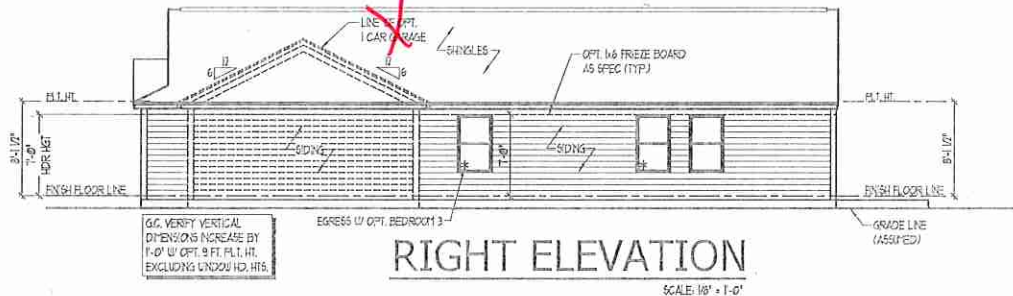 LINE OF OPT.
1 CAR GARAGE
SHINGLES
OPT. 1x6 FRIEZE BOARD
AS SPEC (TYP.)
12
6
12
6
PLT. HT.
PLT. HT.
8'-1 1/2"
7'-0"
HDR HGT
SIDING
7'-0"
SIDING
8'-1 1/2"
FINISH FLOOR LINE
FINISH FLOOR LINE
G.C. VERIFY VERTICAL
DIMENSIONS INCREASE BY
1'-0" W/ OPT. 9 FT. PLT. HT.
EXCLUDING WINDOW HD. HTS.
EGRESS W/ OPT. BEDROOM 3
GRADE LINE
(ASSUMED)
RIGHT ELEVATION
SCALE: 1/8" = 1'-0"